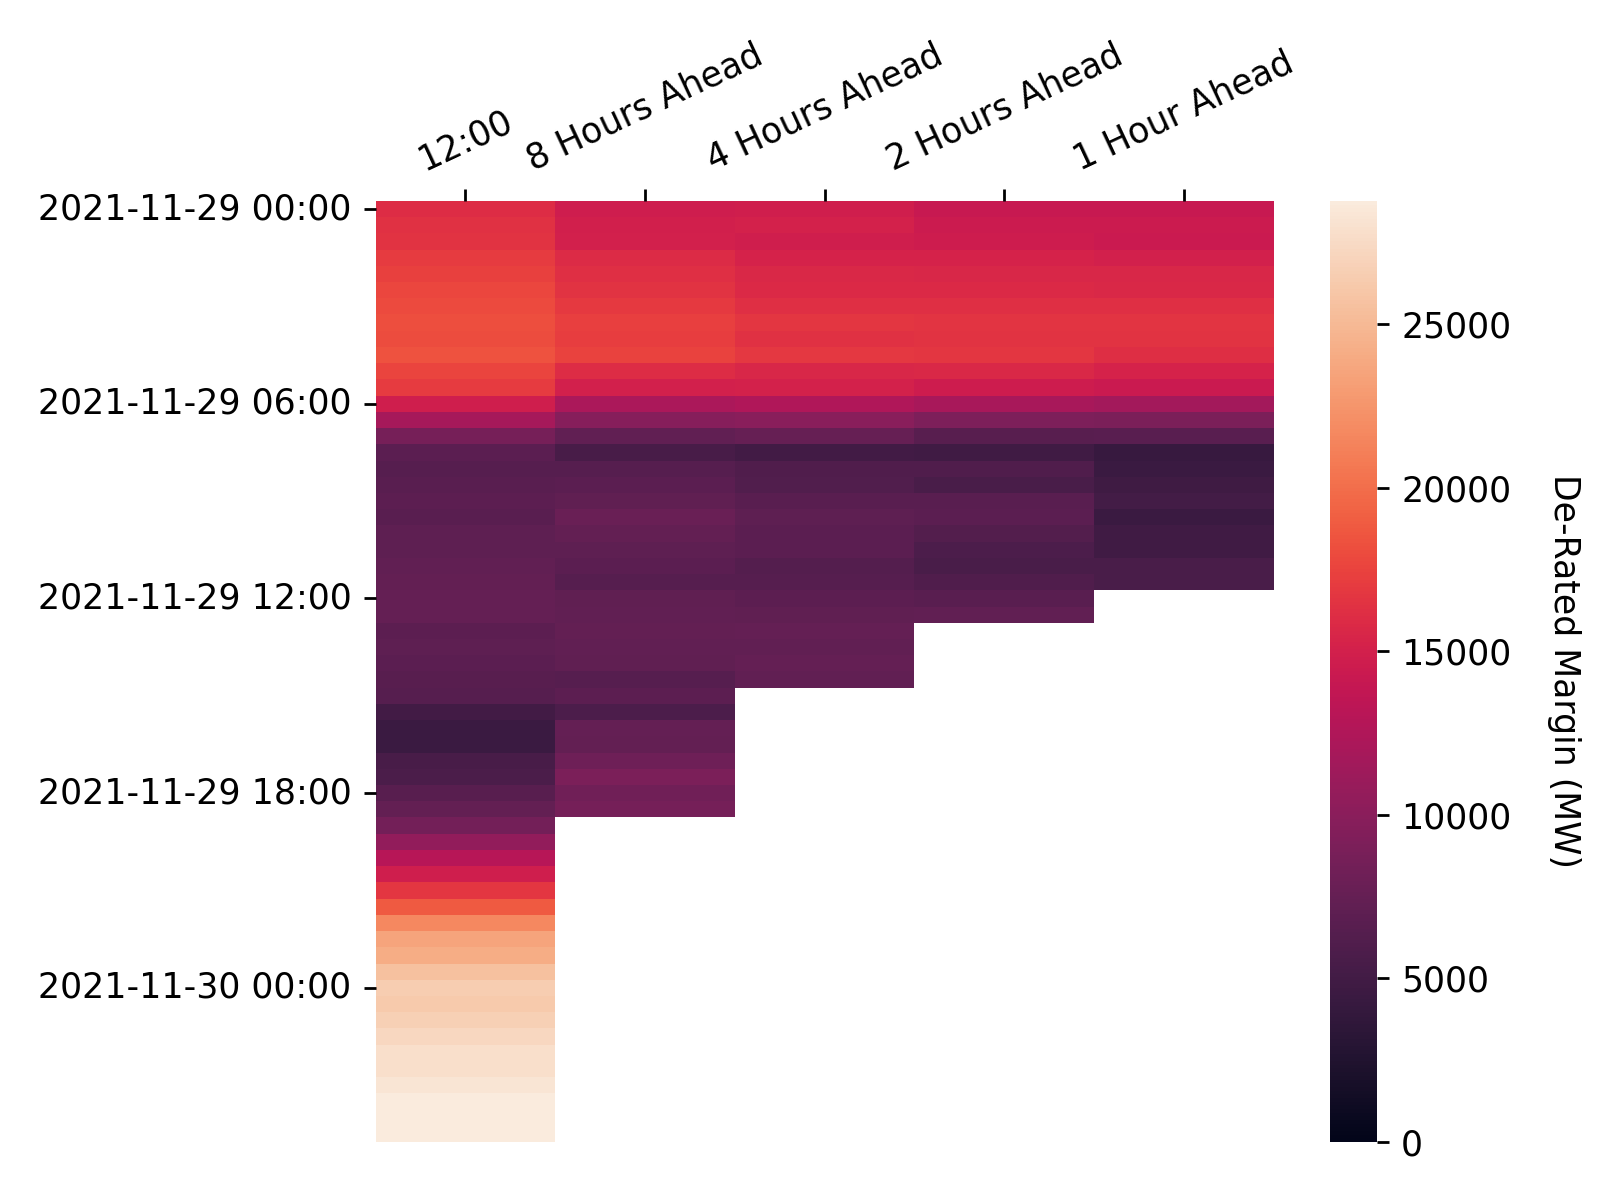 12:00
8 Hours Ahead
4 Hours Ahead
2 Hours Ahead
1 Hour Ahead
2021-11-29 00:00
2021-11-29 06:00
2021-11-29 12:00
2021-11-29 18:00
2021-11-30 00:00
25000
20000
15000
10000
5000
0
De-Rated Margin (MW)